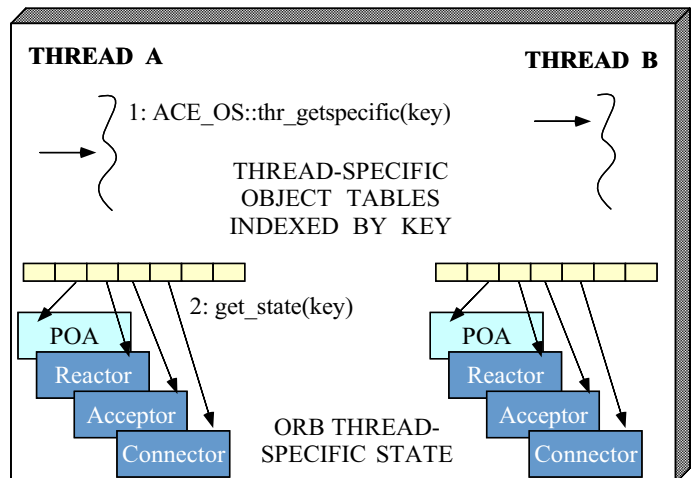 THREAD A
THREAD B
1: ACE_OS::thr_getspecific(key)
THREAD-SPECIFIC
OBJECT TABLES
INDEXED BY KEY
2: get_state(key)
POA
Reactor
Acceptor
Connector
POA
Reactor
Acceptor
Connector
ORB THREAD-
SPECIFIC STATE